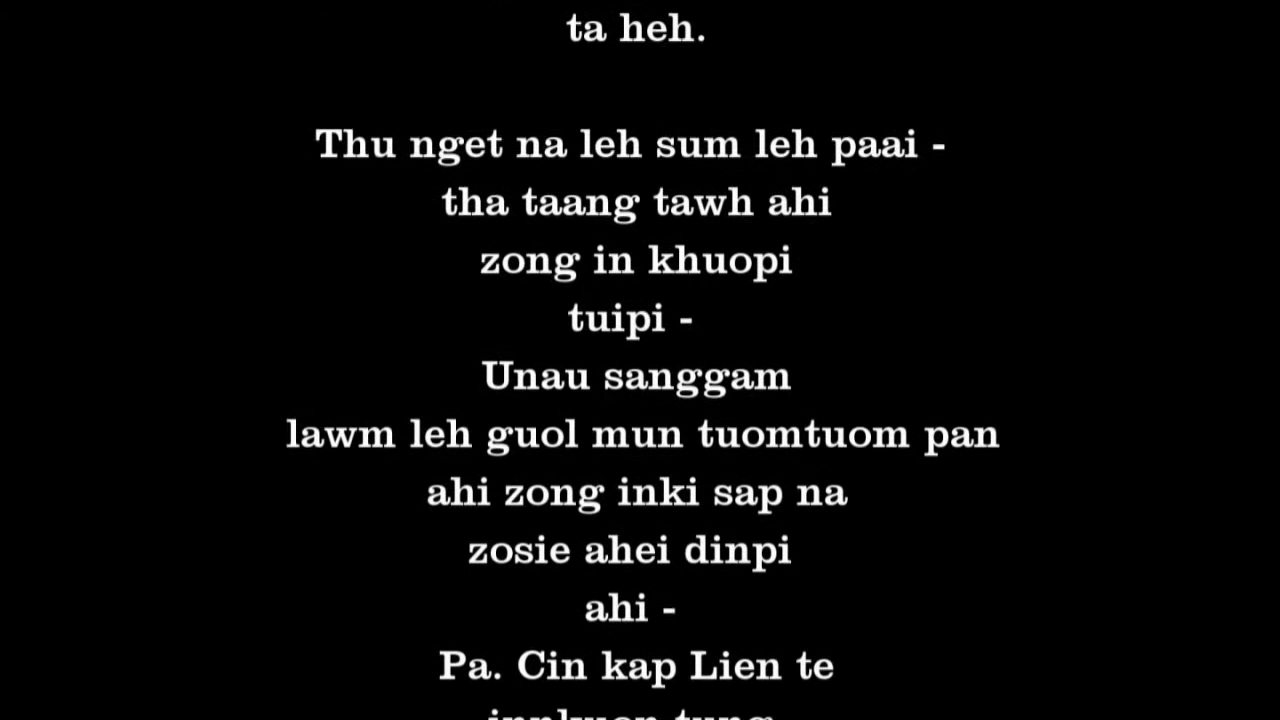 ta heh.
Thu nget na leh sum leh paai -
tha taang tawh ahi
zong in khuopi
tuipi -
Unau sanggam
lawm leh guol mun tuomtuom pan
ahi zong inki sap na
zosie ahei dinpi
ahi -
Pa. Cin kap Lien te